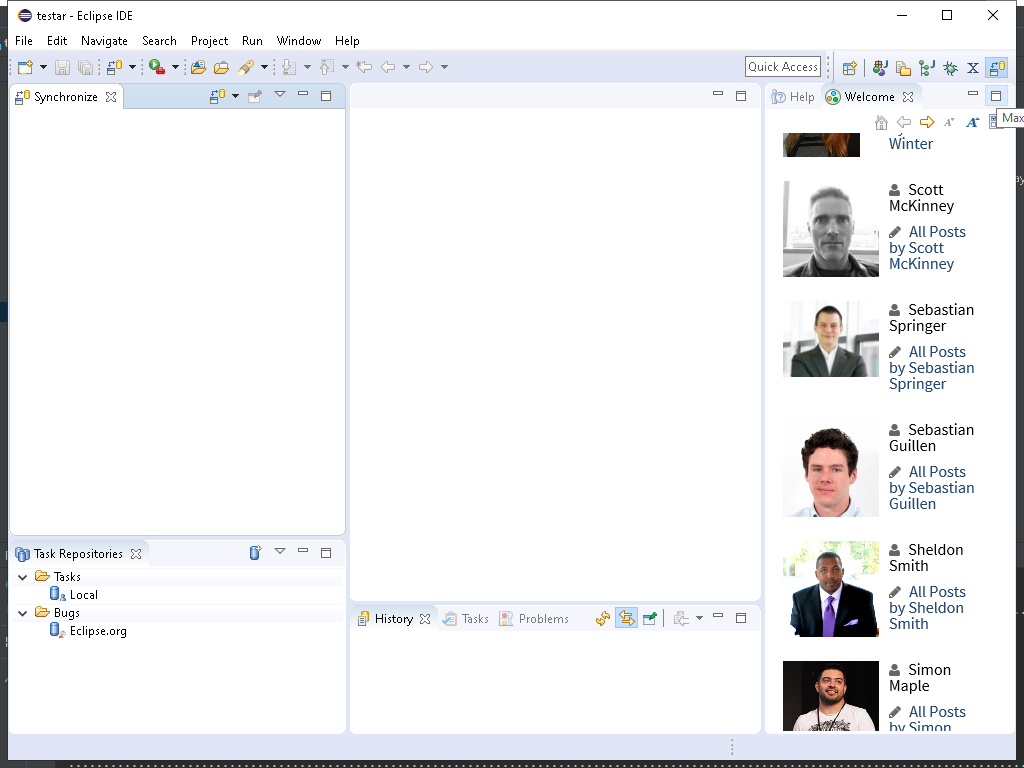 testar - Eclipse IDE
File Edit Navigate Search Project Run Window Help
Quick Access
Synchronize
Help Welcome
Max
Winter
Scott
McKinney
All Posts
by Scott
McKinney
Sebastian
Springer
All Posts
by Sebastian
Springer
Sebastian
Guillen
All Posts
by Sebastian
Guillen
Sheldon
Smith
All Posts
by Sheldon
Smith
Simon
Maple
All Posts
by Simon
Task Repositories
Tasks
Local
Bugs
Eclipse.org
History Tasks Problems